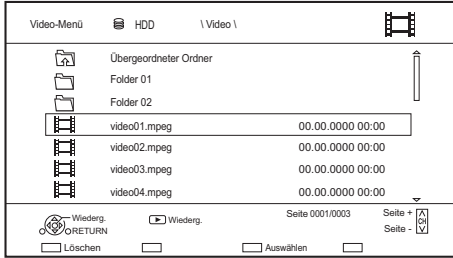 Video-Menü HDD \ Video \
Übergeordneter Ordner
Folder 01
Folder 02
video01.mpeg 00.00.0000 00:00
video02.mpeg 00.00.0000 00:00
video03.mpeg 00.00.0000 00:00
video04.mpeg 00.00.0000 00:00
Wiederg. Wiederg. Seite 0001/0003 Seite + CH
RETURN Seite -
Löschen Auswählen